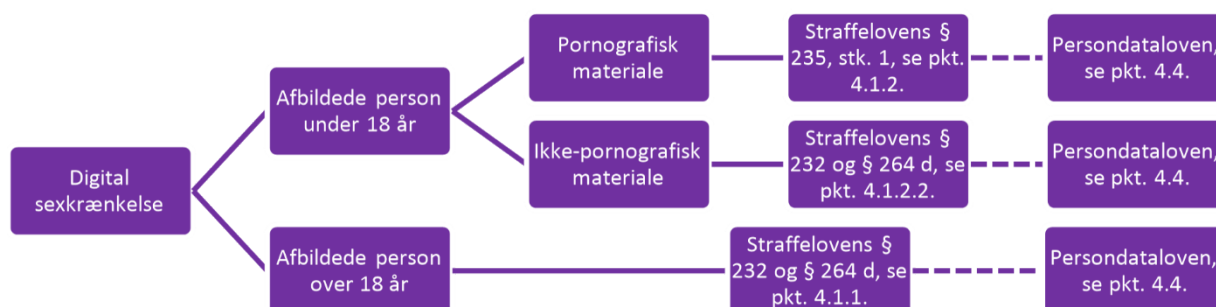 Pornografisk
materiale
Straffelovens §
235, stk. 1, se pkt.
4.1.2.
Persondataloven,
se pkt. 4.4.
Afbildede person
under 18 år
Ikke-pornografisk
materiale
Straffelovens §
232 og § 264 d, se
pkt. 4.1.2.2.
Persondataloven,
se pkt. 4.4.
Digital
sexkrænkelse
Afbildede person
over 18 år
Straffelovens §
232 og § 264 d, se
pkt. 4.1.1.
Persondataloven,
se pkt. 4.4.